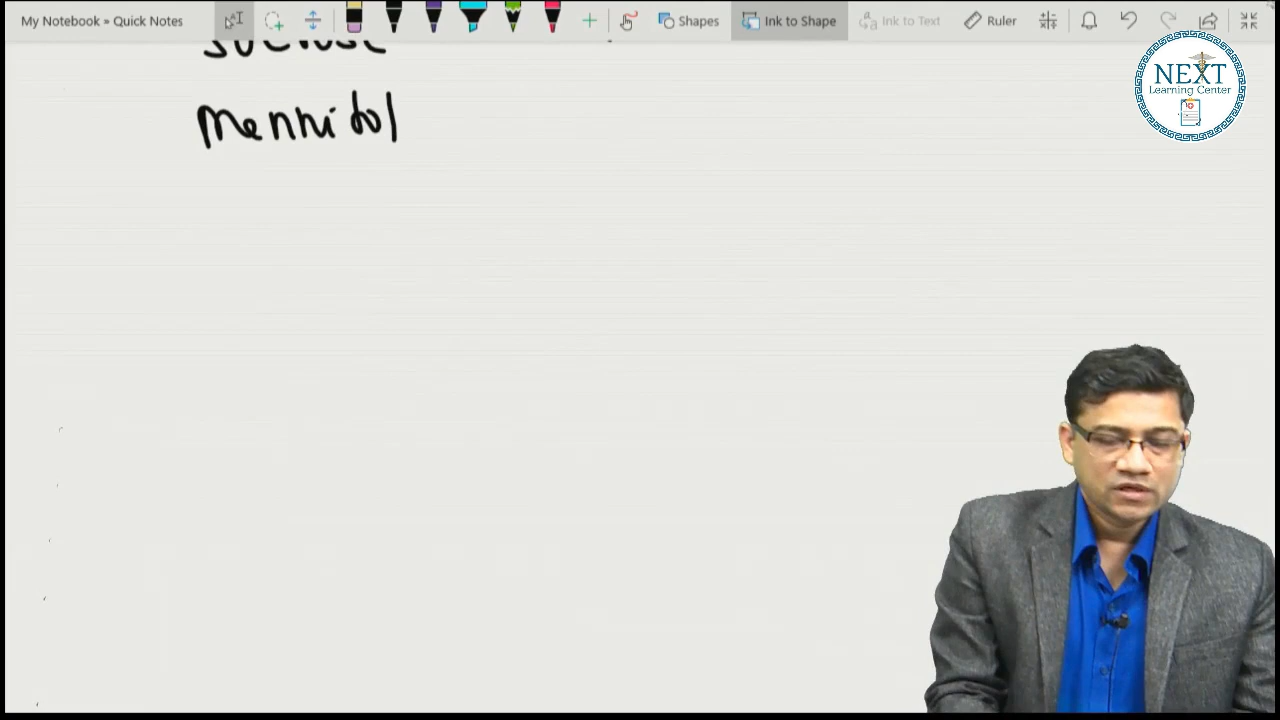 My Notebook » Quick Notes
Shapes
Ink to Shape
Ink to Text
Ruler
NEXT
Learning Center
Mennitol